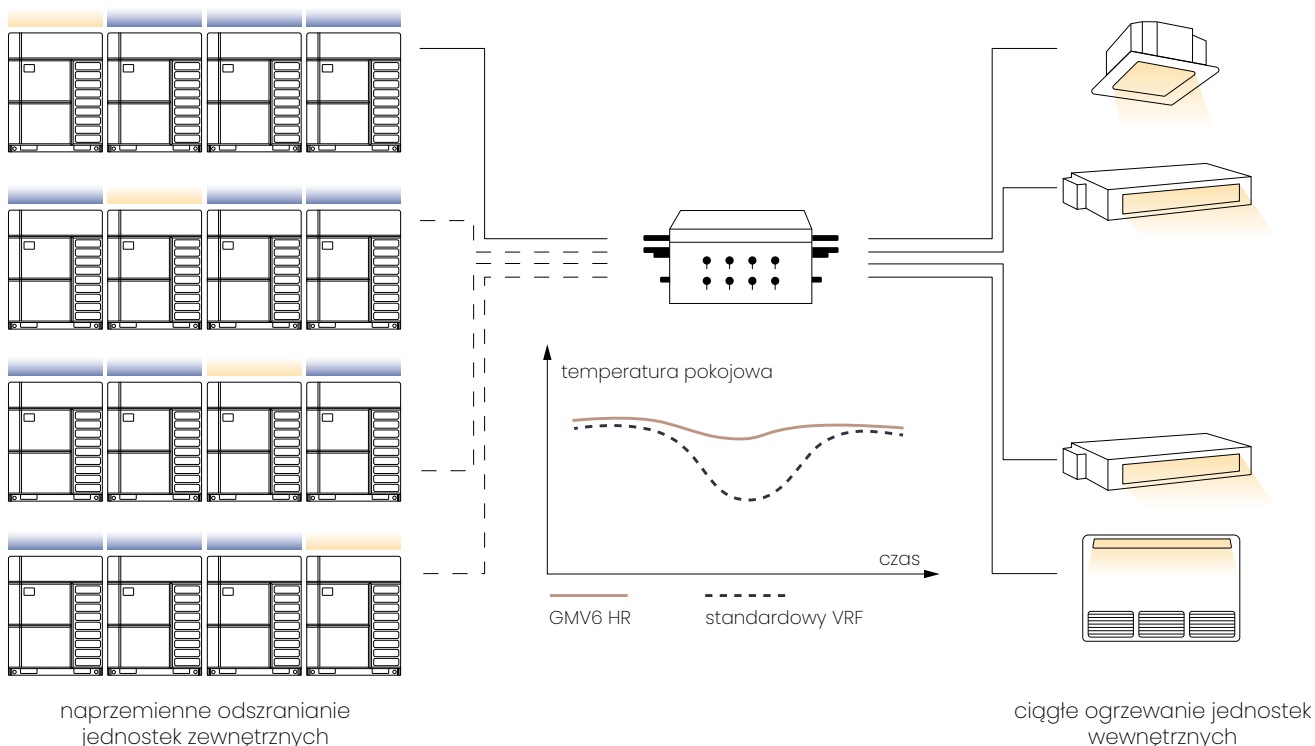 temperatura pokojowa
czas
GMV6 HR
standardowy VRF
naprzemienne odszranianie
jednostek zewnętrznych
ciągłe ogrzewanie jednostek
wewnętrznych